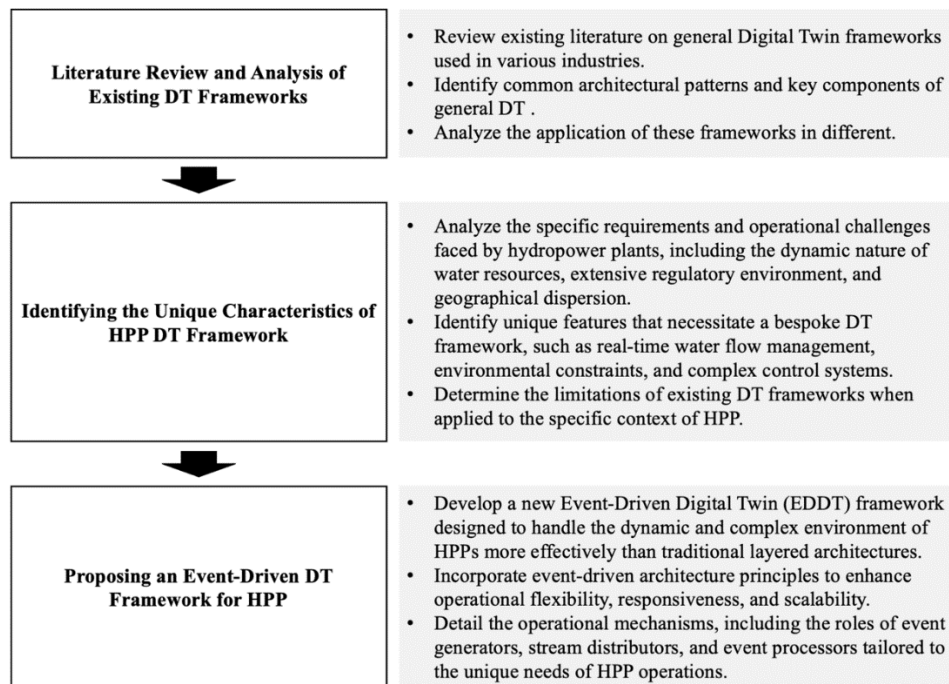 Literature Review and Analysis of
Existing DT Frameworks
• Review existing literature on general Digital Twin frameworks
used in various industries.
• Identify common architectural patterns and key components of
general DT .
• Analyze the application of these frameworks in different.
Identifying the Unique Characteristics of
HPP DT Framework
• Analyze the specific requirements and operational challenges
faced by hydropower plants, including the dynamic nature of
water resources, extensive regulatory environment, and
geographical dispersion.
• Identify unique features that necessitate a bespoke DT
framework, such as real-time water flow management,
environmental constraints, and complex control systems.
• Determine the limitations of existing DT frameworks when
applied to the specific context of HPP.
Proposing an Event-Driven DT
Framework for HPP
• Develop a new Event-Driven Digital Twin (EDDT) framework
designed to handle the dynamic and complex environment of
HPPs more effectively than traditional layered architectures.
• Incorporate event-driven architecture principles to enhance
operational flexibility, responsiveness, and scalability.
• Detail the operational mechanisms, including the roles of event
generators, stream distributors, and event processors tailored to
the unique needs of HPP operations.